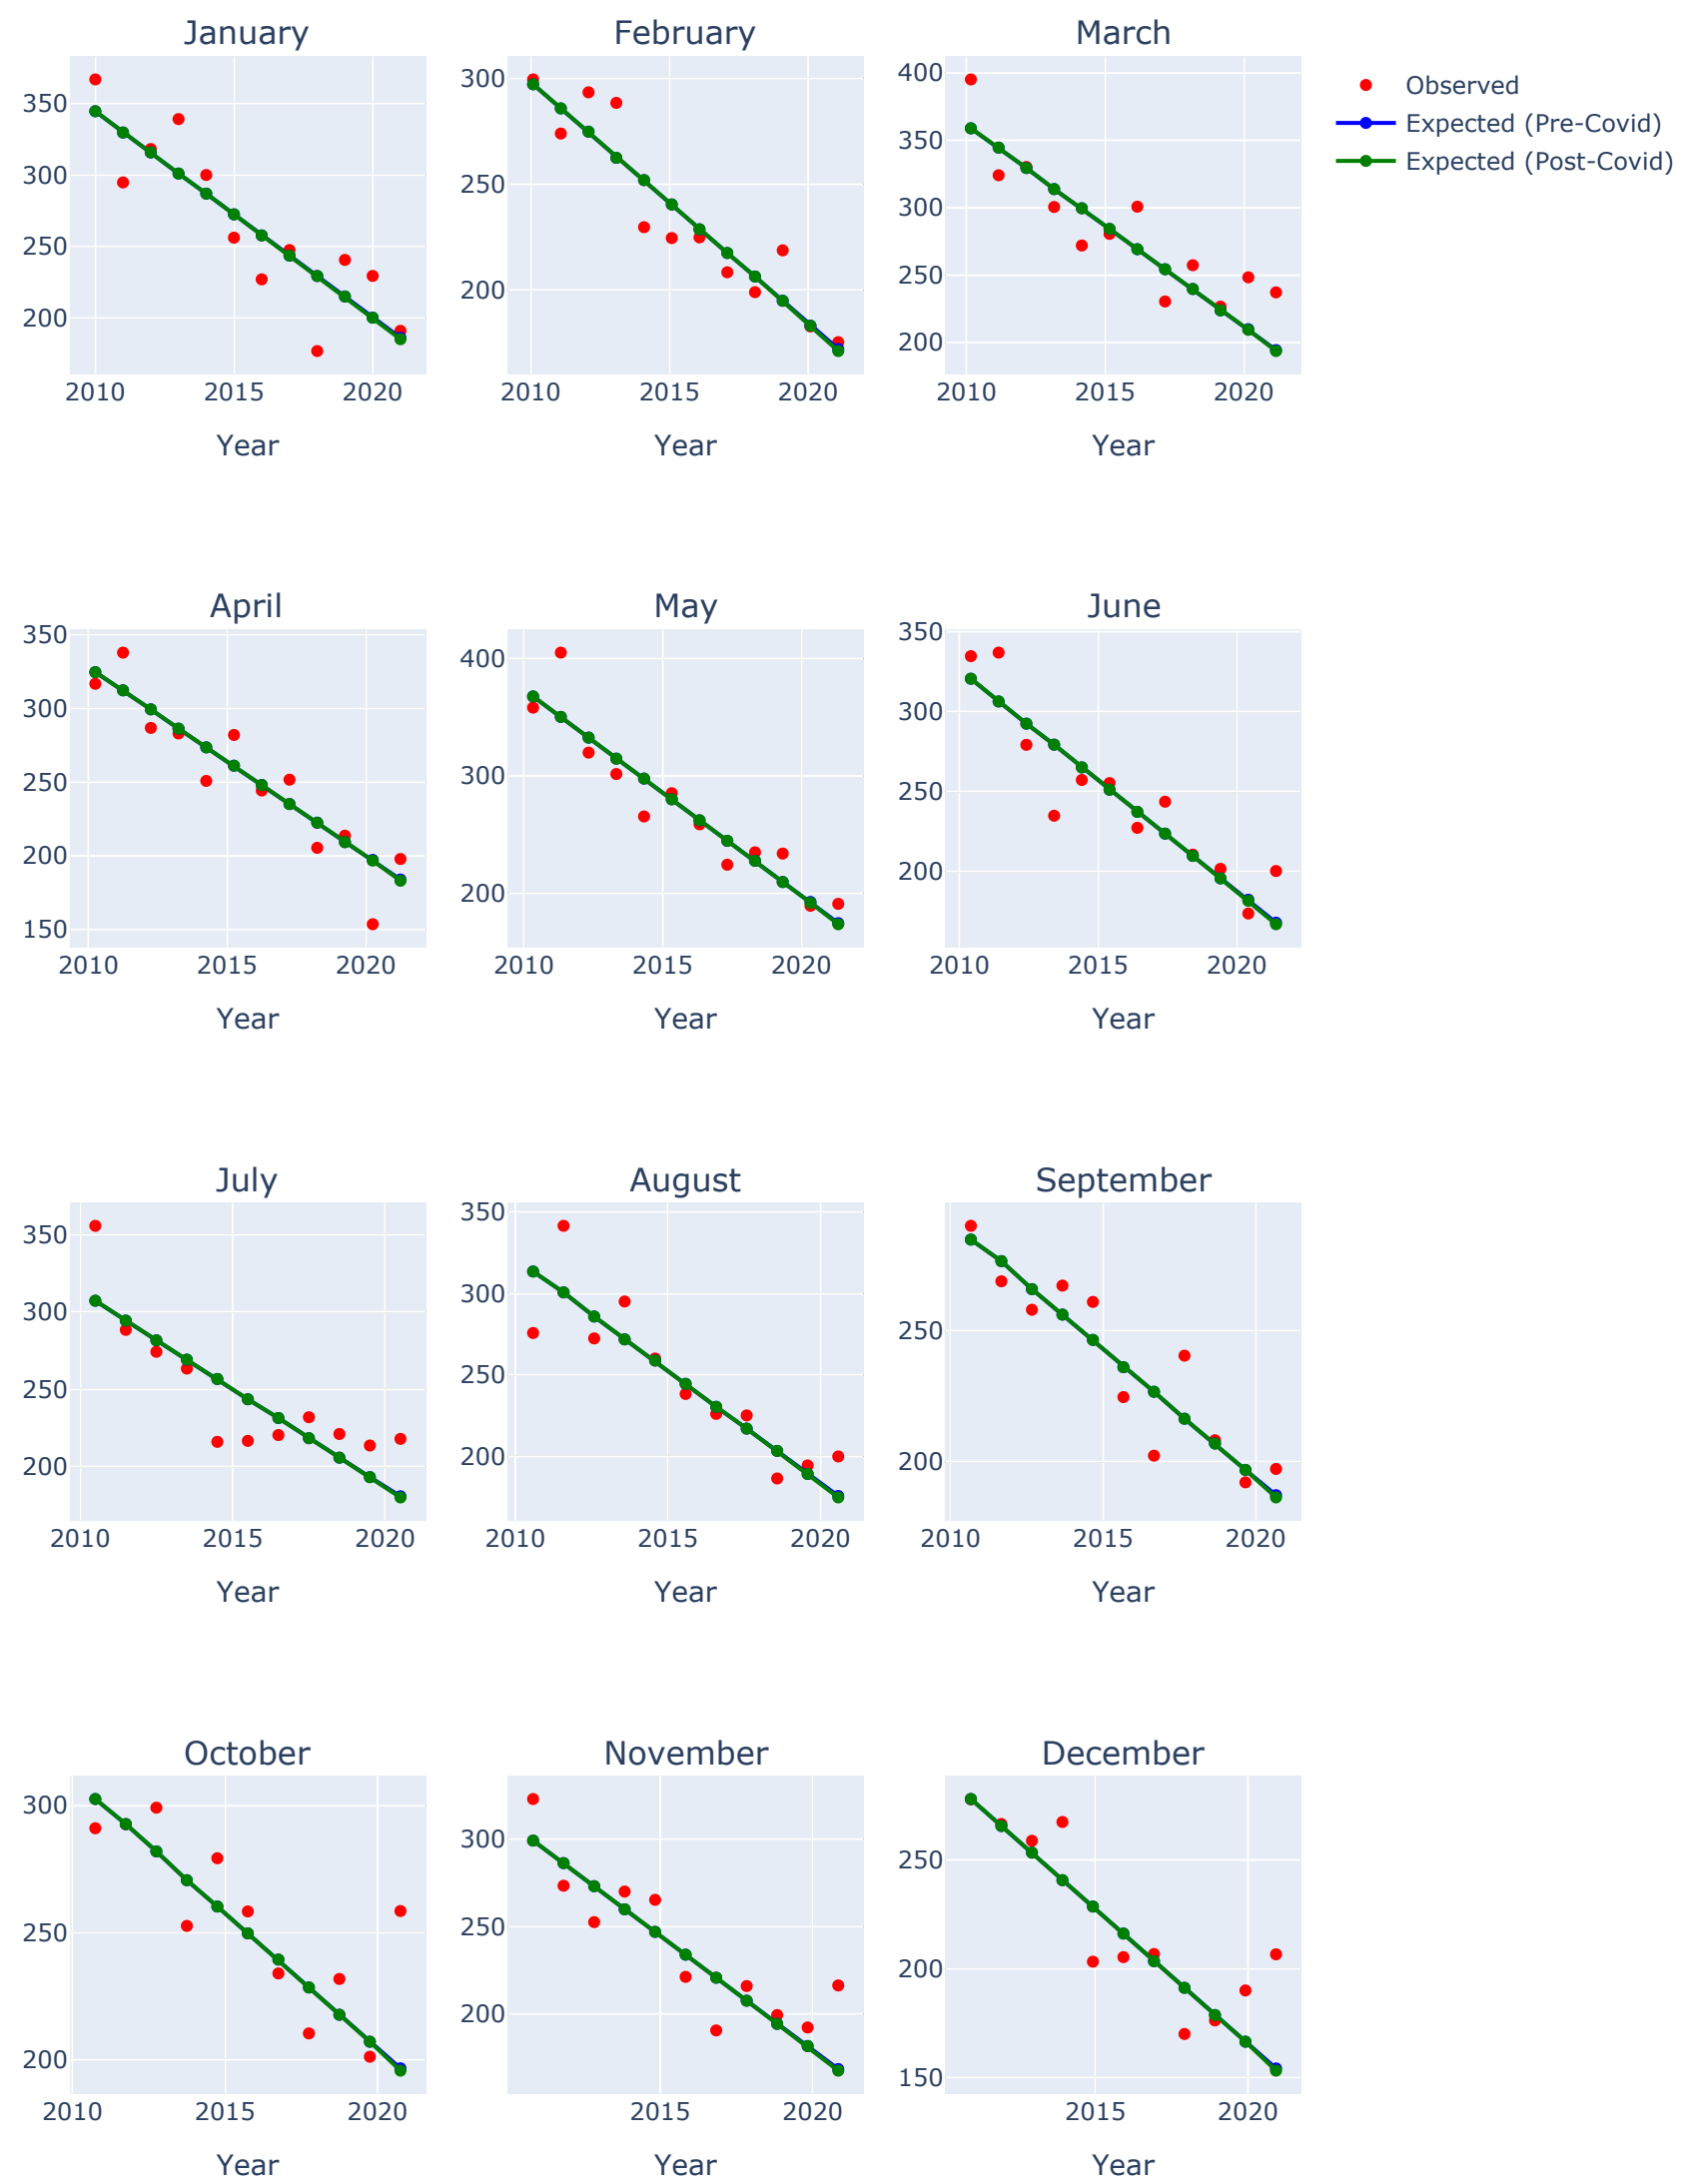 January
February
March
350
300
250
200
2010
2015
2020
Year
300
250
200
2010
2015
2020
Year
400
350
300
250
200
2010
2015
2020
Year
Observed
Expected (Pre-Covid)
Expected (Post-Covid)
April
May
June
350
300
250
200
150
2010
2015
2020
Year
400
300
200
2010
2015
2020
Year
350
300
250
200
2010
2015
2020
Year
July
August
September
350
300
250
200
2010
2015
2020
Year
350
300
250
200
2010
2015
2020
Year
250
200
2010
2015
2020
Year
October
November
December
300
250
200
2010
2015
2020
Year
300
250
200
2015
2020
Year
250
200
150
2015
2020
Year